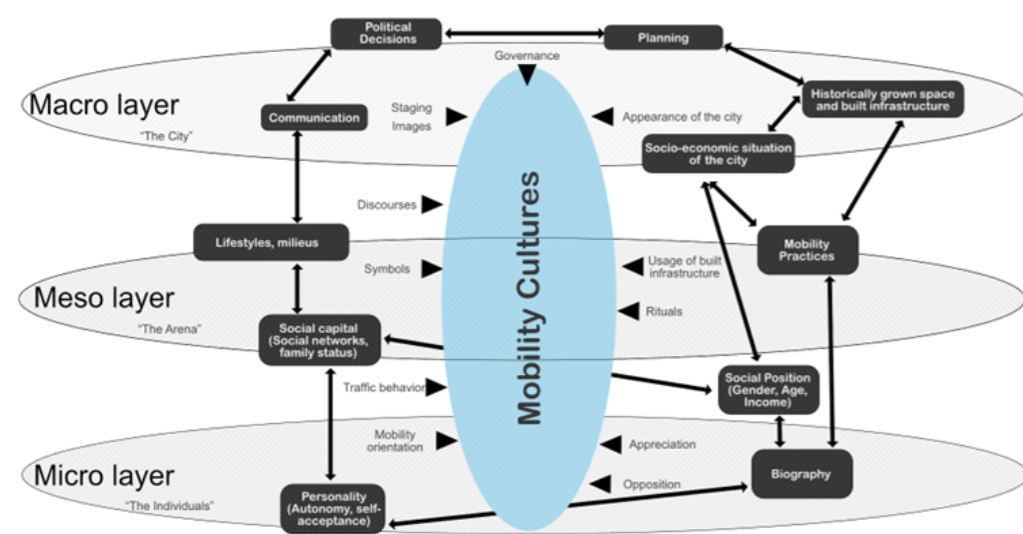 Political
Decisions
Planning
Governance
Macro layer
"The City"
Communication
Staging
Images
Appearance of the city
Historically grown space
and built infrastructure
Socio-economic situation
of the city
Discourses
Mobility Cultures
Lifestyles, milieus
Mobility
Practices
Meso layer
"The Arena"
Symbols
Usage of built
infrastructure
Rituals
Social capital
(Social networks,
family status)
Traffic behavior
Social Position
(Gender, Age,
Income)
Micro layer
"The Individuals"
Mobility
orientation
Appreciation
Biography
Opposition
Personality
(Autonomy, self-
acceptance)